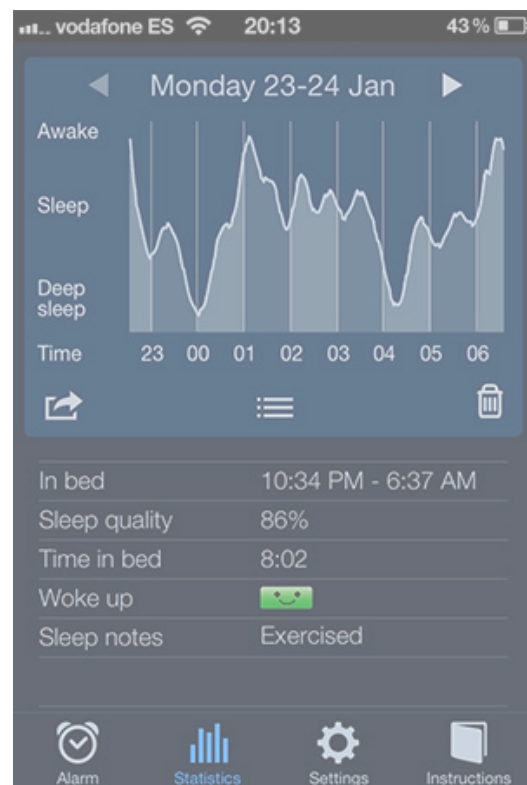 vodafone ES 20:13 43 %
Monday 23-24 Jan
Awake
Sleep
Deep
sleep
Time 23 00 01 02 03 04 05 06
In bed 10:34 PM - 6:37 AM
Sleep quality 86%
Time in bed 8:02
Woke up
Sleep notes Exercised
Alarm Statistics Settings Instructions